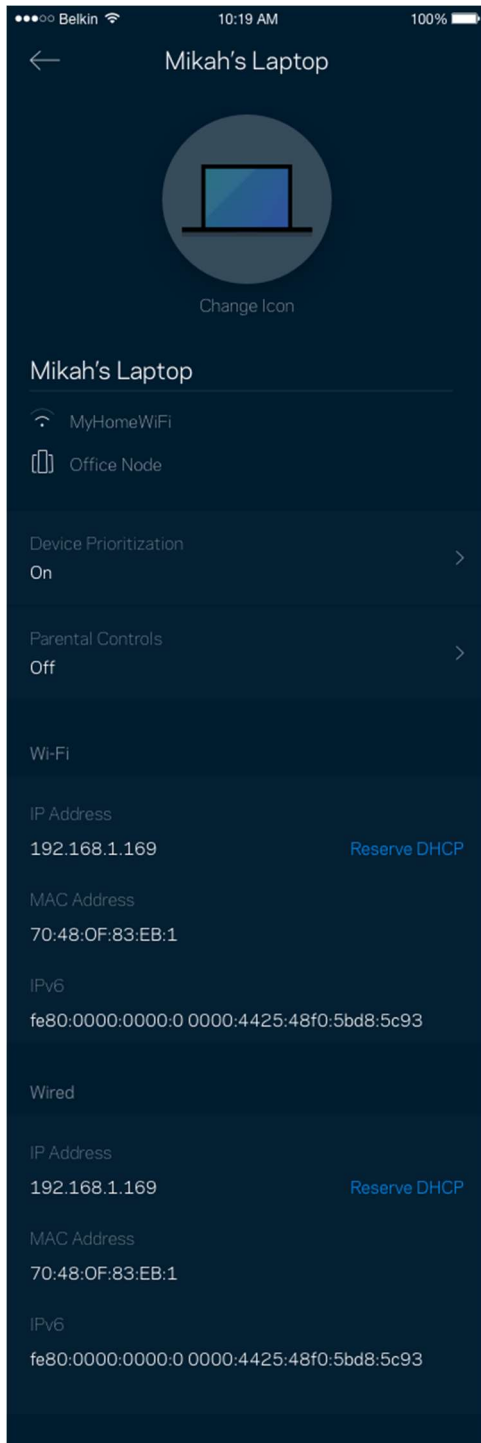 Belkin 10:19 AM 100%
Mikah's Laptop
Change Icon
Mikah's Laptop
MyHomeWiFi
Office Node
Device Prioritization
On
Parental Controls
Off
Wi-Fi
IP Address
192.168.1.169 Reserve DHCP
MAC Address
70:48:0F:83:EB:1
IPv6
fe80:0000:0000:0 0000:4425:48f0:5bd8:5c93
Wired
IP Address
192.168.1.169 Reserve DHCP
MAC Address
70:48:0F:83:EB:1
IPv6
fe80:0000:0000:0 0000:4425:48f0:5bd8:5c93